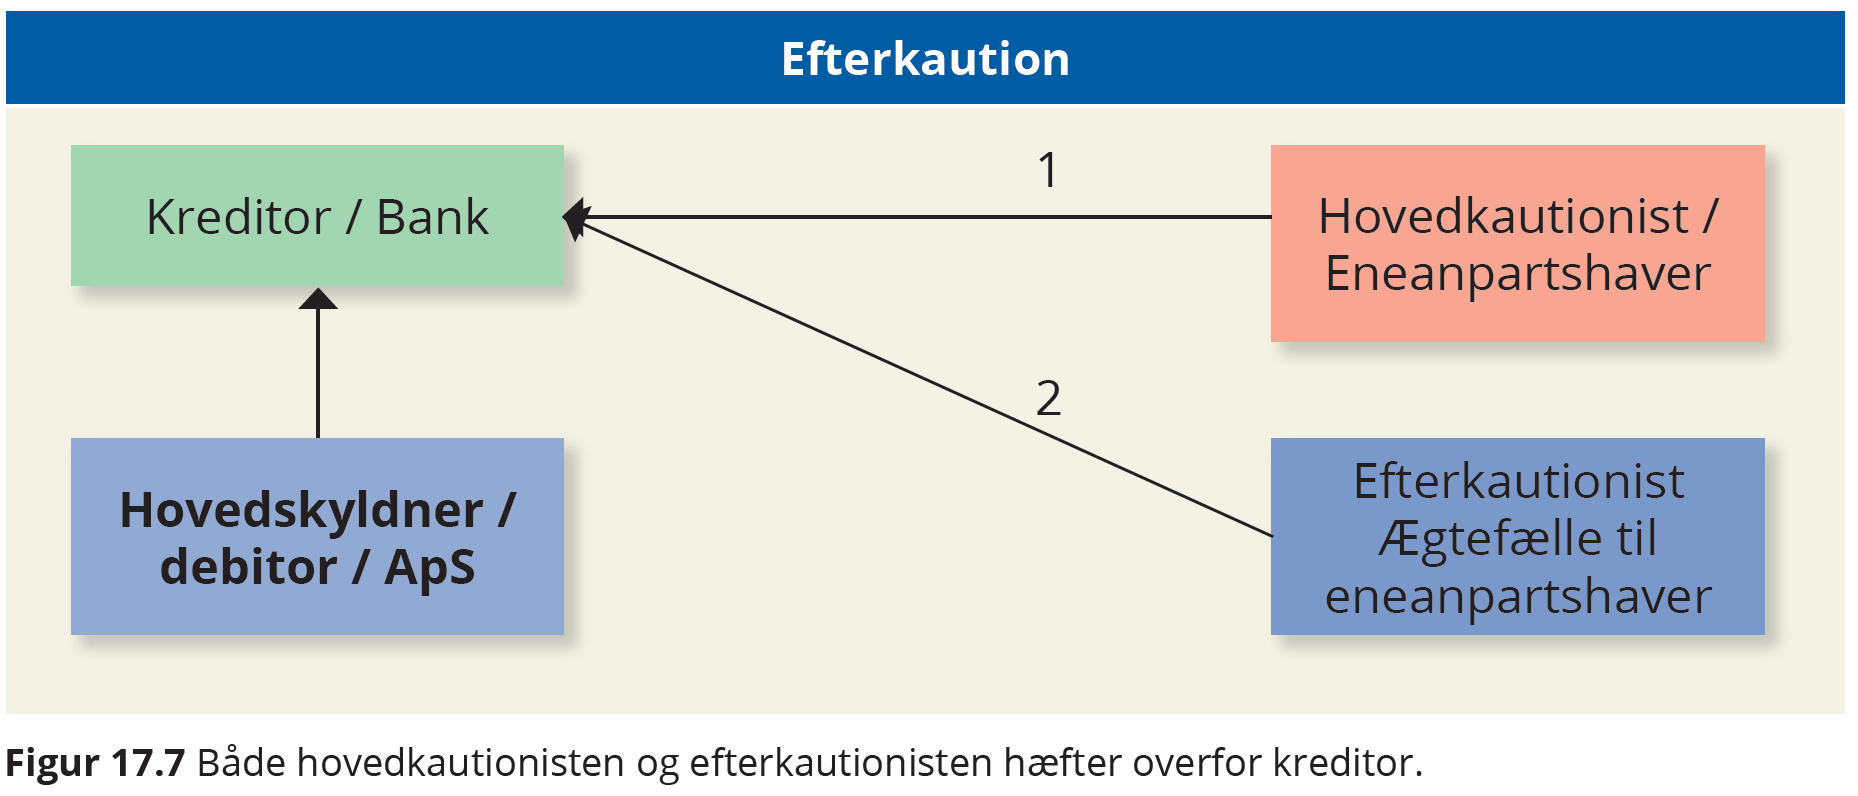 Efterkaution
Kreditor / Bank
1
Hovedkautionist /
Eneanpartshaver
2
Hovedskyldner /
debitor / ApS
Efterkautionist
Ægtefælle til
eneanpartshaver
Figur 17.7 Både hovedkautionisten og efterkautionisten hæfter overfor kreditor.